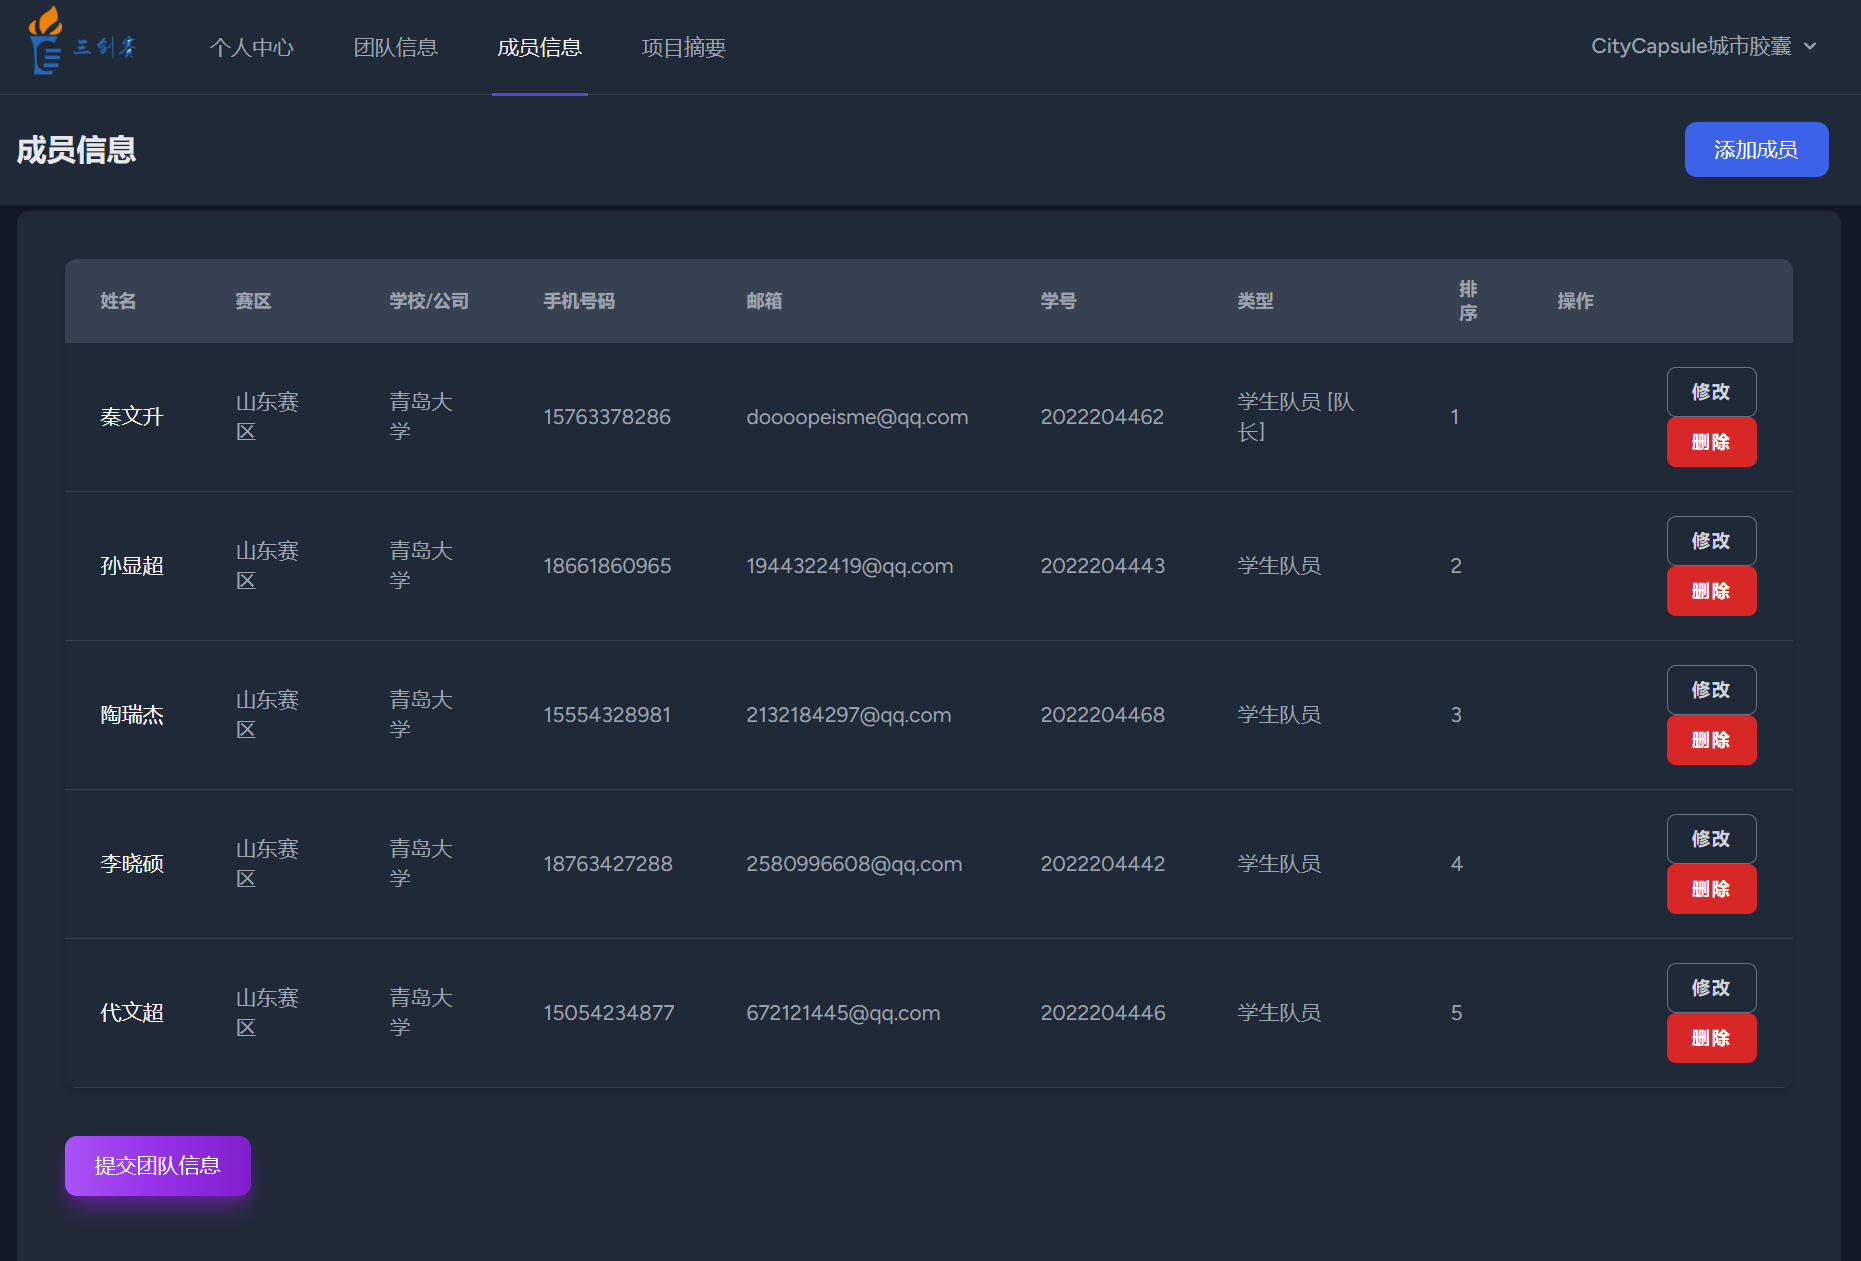 三创赛
个人中心 团队信息 成员信息 项目摘要 CityCapsule城市胶囊
成员信息
添加成员
姓名 赛区 学校/公司 手机号码 邮箱 学号 类型 排序 操作
秦文升 山东赛区 青岛大学 15763378286 doooopeisme@qq.com 2022204462 学生队员 [队长] 1 修改 删除
孙显超 山东赛区 青岛大学 18661860965 1944322419@qq.com 2022204443 学生队员 2 修改 删除
陶瑞杰 山东赛区 青岛大学 15554328981 2132184297@qq.com 2022204468 学生队员 3 修改 删除
李晓硕 山东赛区 青岛大学 18763427288 2580996608@qq.com 2022204442 学生队员 4 修改 删除
代文超 山东赛区 青岛大学 15054234877 672121445@qq.com 2022204446 学生队员 5 修改 删除
提交团队信息